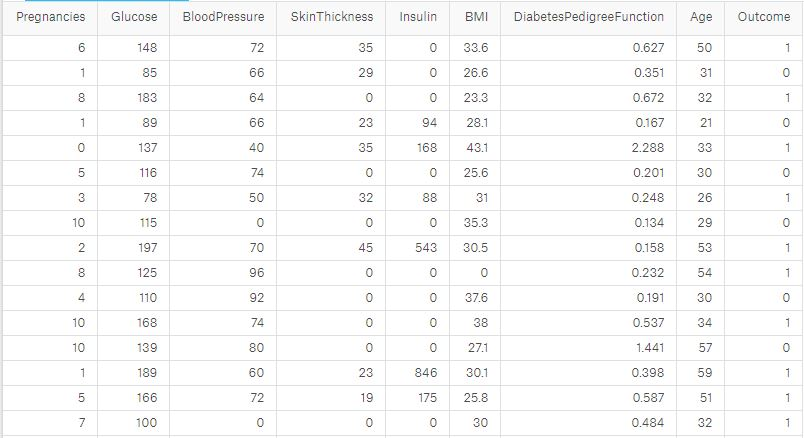 Pregnancies Glucose BloodPressure SkinThickness Insulin BMI DiabetesPedigreeFunction Age Outcome
6 148 72 35 0 33.6 0.627 50 1
1 85 66 29 0 26.6 0.351 31 0
8 183 64 0 0 23.3 0.672 32 1
1 89 66 23 94 28.1 0.167 21 0
0 137 40 35 168 43.1 2.288 33 1
5 116 74 0 0 25.6 0.201 30 0
3 78 50 32 88 31 0.248 26 1
10 115 0 0 0 35.3 0.134 29 0
2 197 70 45 543 30.5 0.158 53 1
8 125 96 0 0 0 0.232 54 1
4 110 92 0 0 37.6 0.191 30 0
10 168 74 0 0 38 0.537 34 1
10 139 80 0 0 27.1 1.441 57 0
1 189 60 23 846 30.1 0.398 59 1
5 166 72 19 175 25.8 0.587 51 1
7 100 0 0 0 30 0.484 32 1